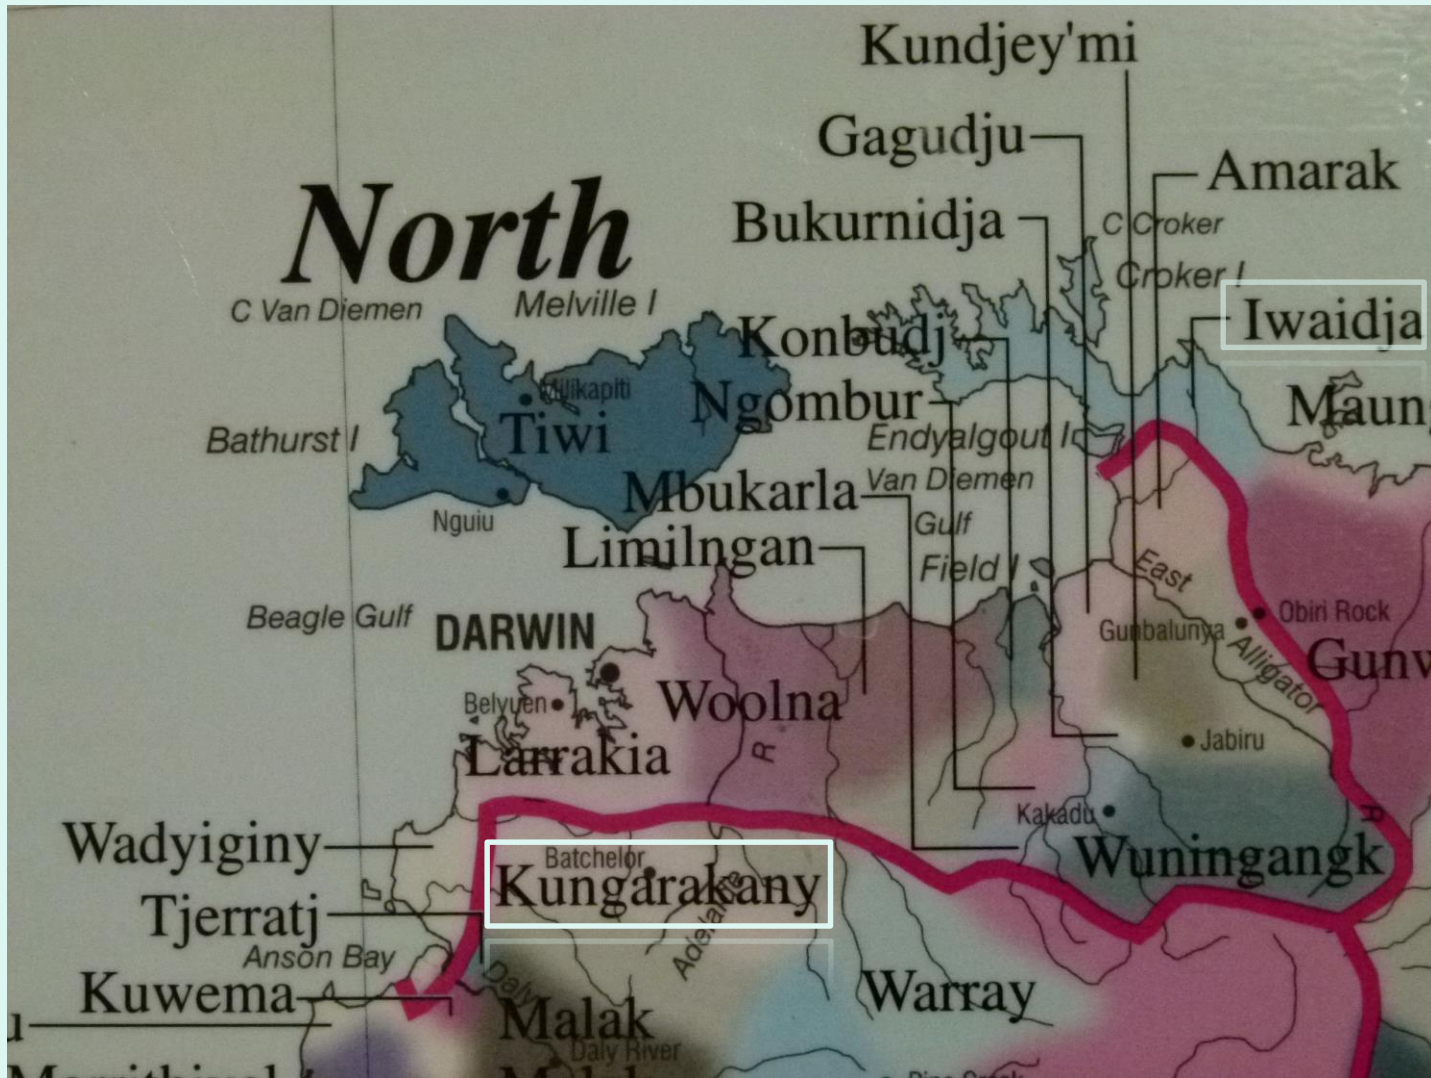 Kundjey'mi
Gagudju
Amarak
Bukurnidja
C Croker
North
Croker I
C Van Diemen
Melville I
Iwaidja
Konbudj
Milikapiti
Ngombur
Maung
Tiwi
Bathurst I
Endyalgout I
Mbukarla
Van Diemen
Nguiu
Gulf
Limilngan
Field I
East
Beagle Gulf
DARWIN
Obiri Rock
Gunbalunya
Alligator
Gunw
Belyuen
Woolna
R
Larrakia
Jabiru
Kakadu
R
Wadyiginy
Batchelor
Wuningangk
Kungarakany
Tjerratj
Adelaide
Anson Bay
Daly
Kuwema
Warray
u
Malak
Daly River